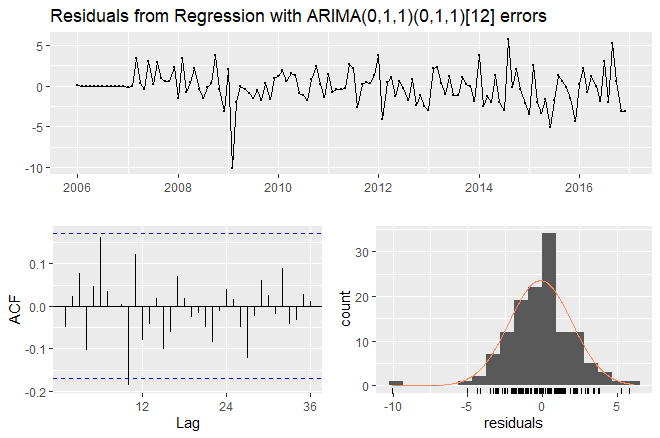 Residuals from Regression with ARIMA(0,1,1)(0,1,1)[12] errors
5
0
-5
-10
2006 2008 2010 2012 2014 2016
ACF
0.1
0.0
-0.1
-0.2
12 24 36
Lag
count
30
20
10
0
-10 -5 0 5
residuals